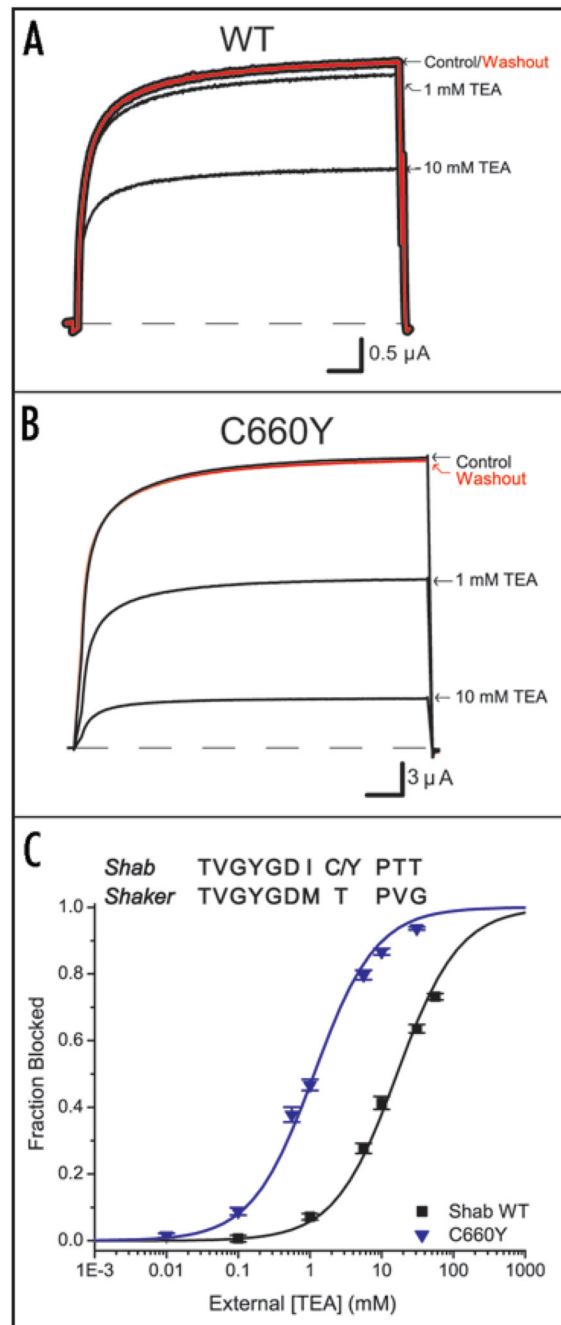 A
WT
Control/Washout
1 mM TEA
10 mM TEA
0.5 µA
B
C660Y
Control
Washout
1 mM TEA
10 mM TEA
3 µA
C
Shab TVGYGD I C/Y PTT
Shaker TVGYGDM T PVG
1.0
0.8
0.6
0.4
0.2
0.0
Fraction Blocked
Shab WT
C660Y
1E-3 0.01 0.1 1 10 100 1000
External [TEA] (mM)